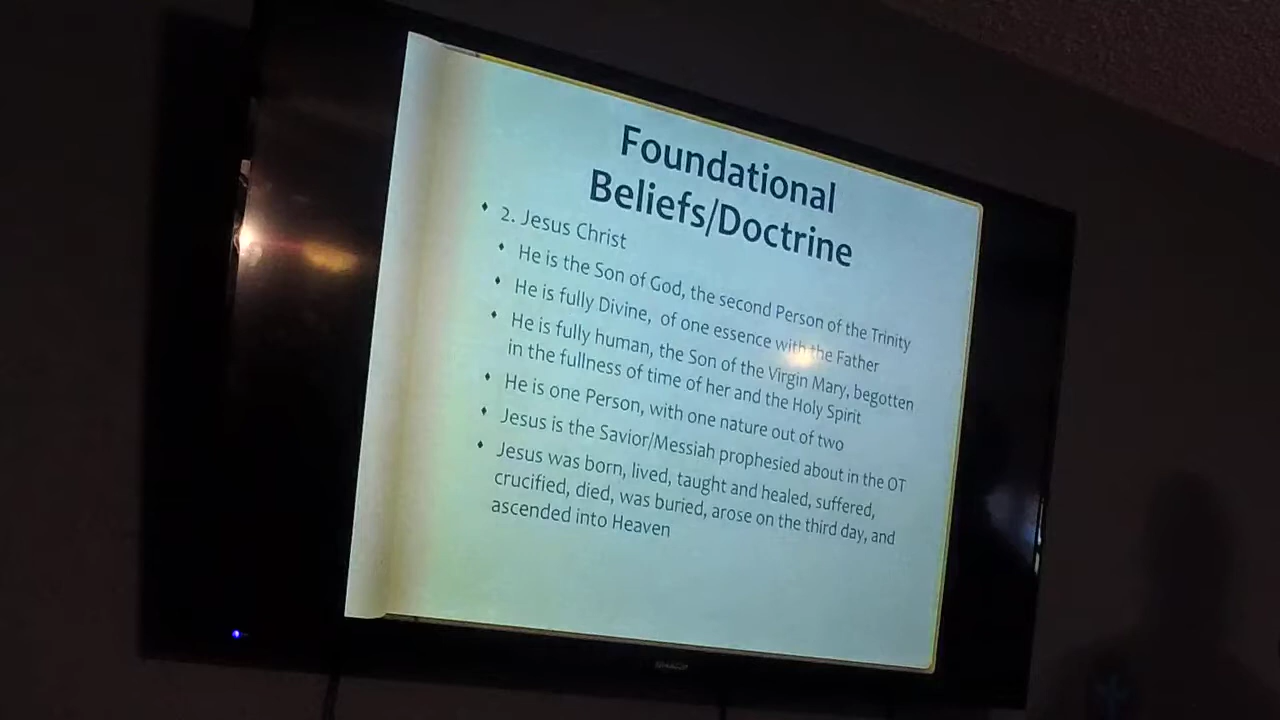 Foundational
Beliefs/Doctrine
2. Jesus Christ
He is the Son of God, the second Person of the Trinity
He is fully Divine, of one essence with the Father
He is fully human, the Son of the Virgin Mary, begotten
in the fullness of time of her and the Holy Spirit
He is one Person, with one nature out of two
Jesus is the Savior/Messiah prophesied about in the OT
Jesus was born, lived, taught and healed, suffered,
crucified, died, was buried, arose on the third day, and
ascended into Heaven